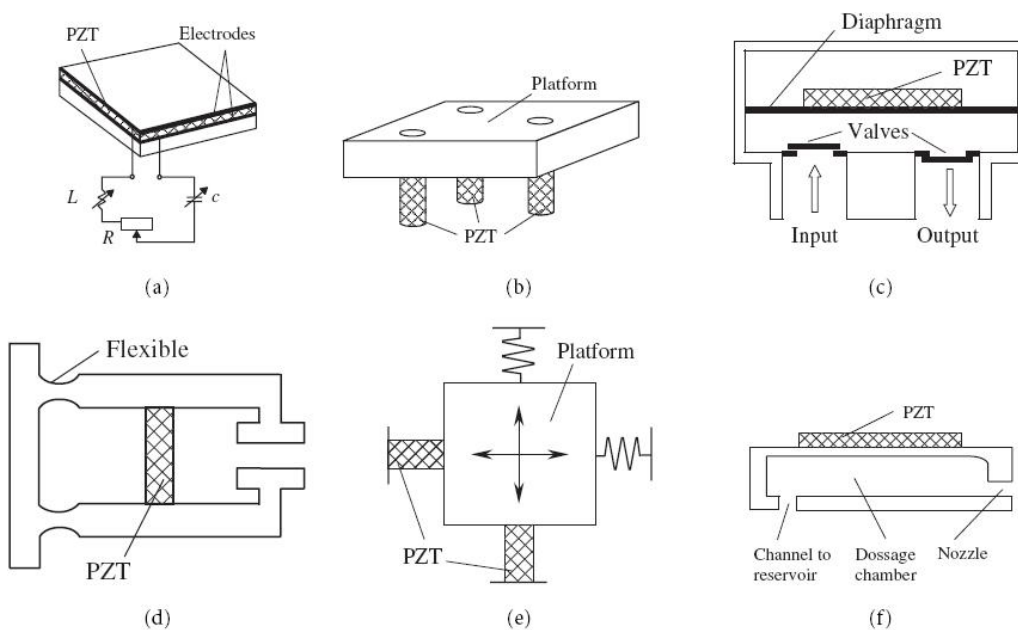 PZT
Electrodes
L
R
c
(a)
Platform
PZT
(b)
Diaphragm
PZT
Valves
Input
Output
(c)
Flexible
PZT
(d)
Platform
PZT
(e)
PZT
Channel to
reservoir
Dossage
chamber
Nozzle
(f)